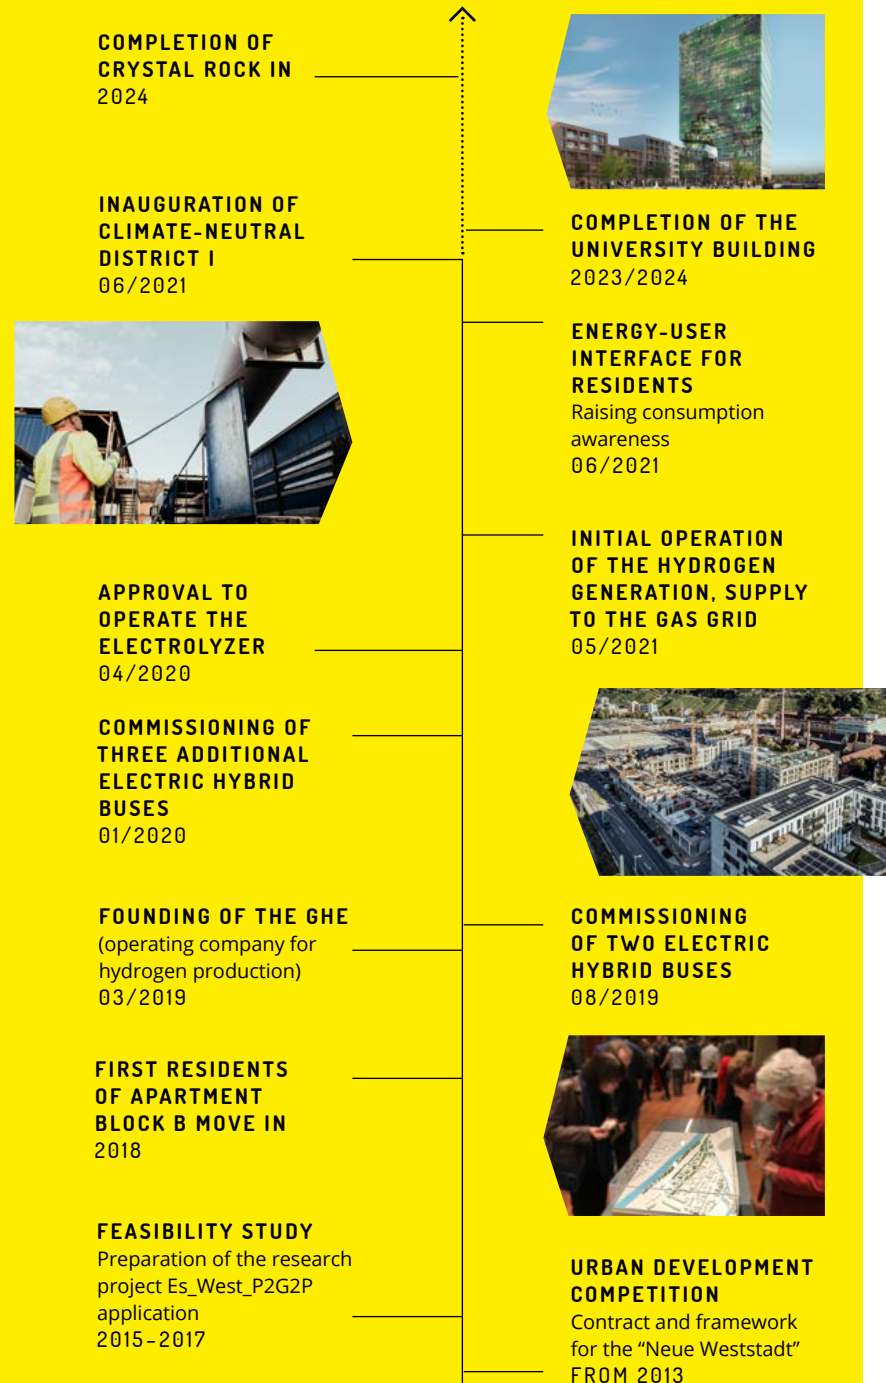 COMPLETION OF
CRYSTAL ROCK IN
2024
INAUGURATION OF
CLIMATE-NEUTRAL
DISTRICT I
06/2021
COMPLETION OF THE
UNIVERSITY BUILDING
2023/2024
ENERGY-USER
INTERFACE FOR
RESIDENTS
Raising consumption
awareness
06/2021
INITIAL OPERATION
OF THE HYDROGEN
GENERATION, SUPPLY
TO THE GAS GRID
05/2021
APPROVAL TO
OPERATE THE
ELECTROLYZER
04/2020
COMMISSIONING OF
THREE ADDITIONAL
ELECTRIC HYBRID
BUSES
01/2020
FOUNDING OF THE GHE
(operating company for
hydrogen production)
03/2019
COMMISSIONING
OF TWO ELECTRIC
HYBRID BUSES
08/2019
FIRST RESIDENTS
OF APARTMENT
BLOCK B MOVE IN
2018
FEASIBILITY STUDY
Preparation of the research
project Es_West_P2G2P
application
2015–2017
URBAN DEVELOPMENT
COMPETITION
Contract and framework
for the “Neue Weststadt”
FROM 2013